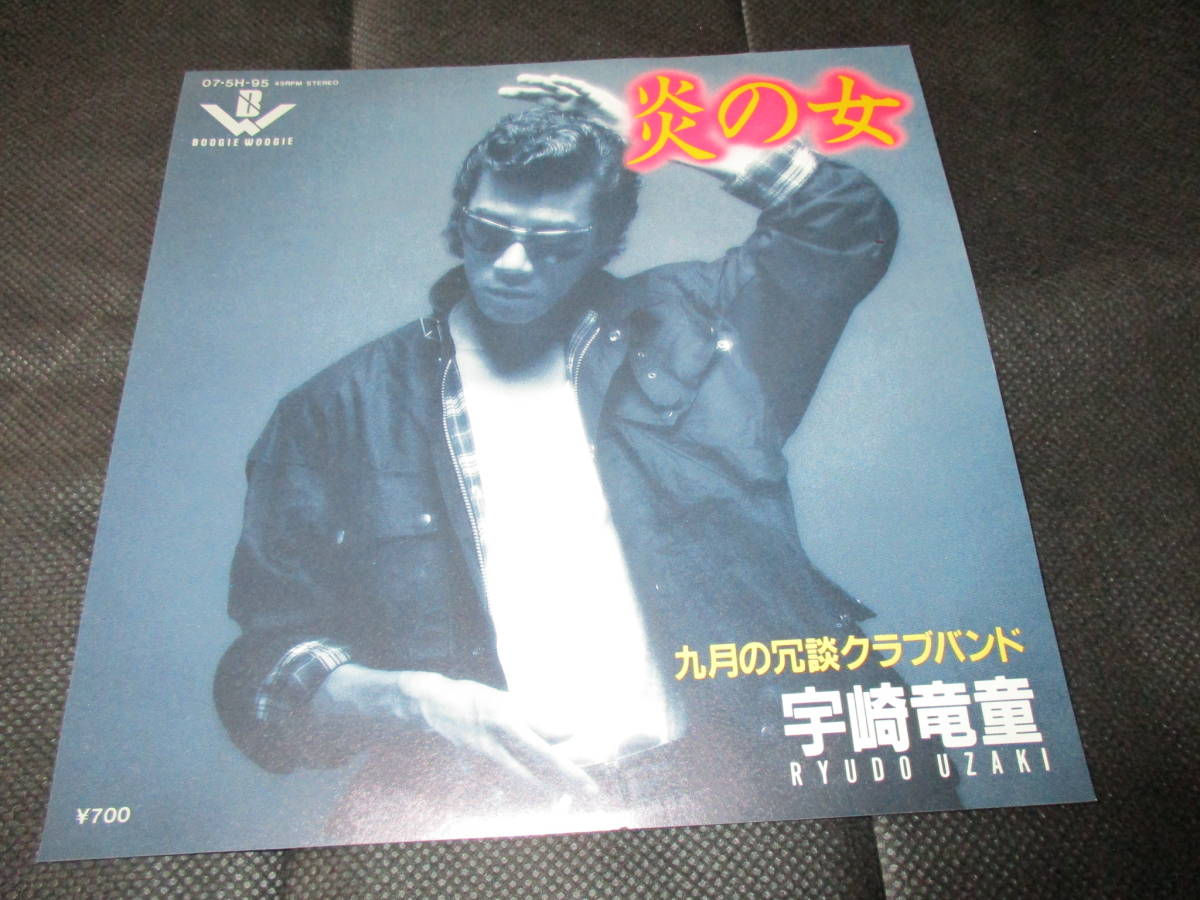 07・5H-95 45RPM STEREO
BW
BOOGIE WOOGIE
炎の女
九月の冗談クラブバンド
宇崎竜童
RYUDO UZAKI
¥700